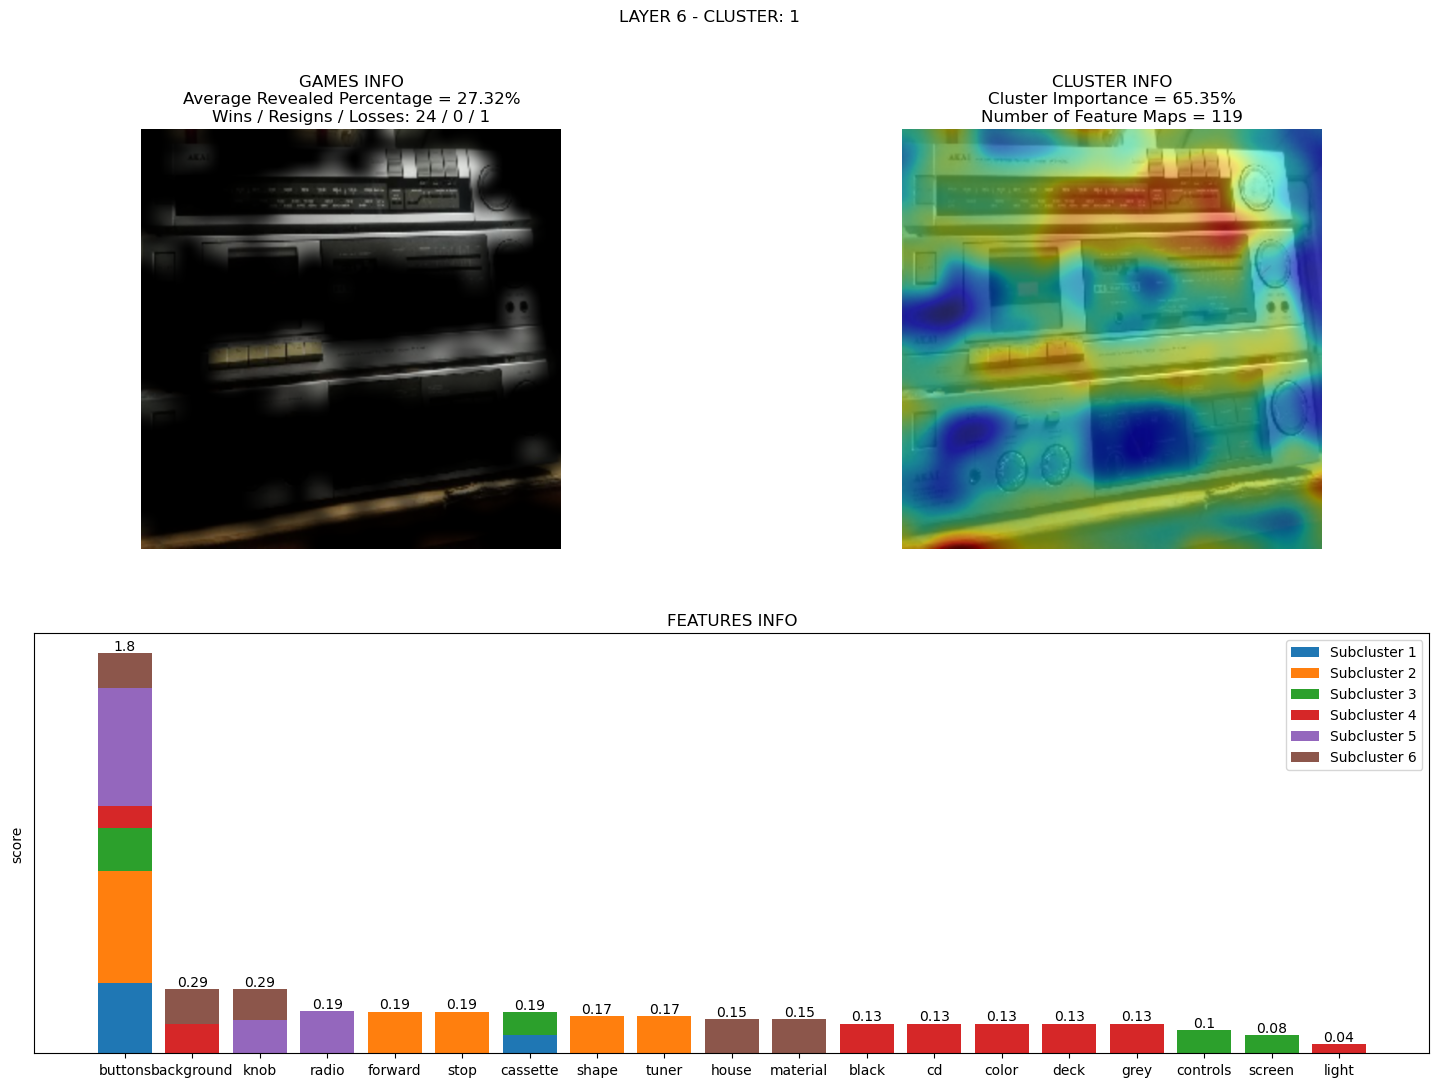 LAYER 6 - CLUSTER: 1
GAMES INFO
Average Revealed Percentage = 27.32%
Wins / Resigns / Losses: 24 / 0 / 1
CLUSTER INFO
Cluster Importance = 65.35%
Number of Feature Maps = 119
AKAI
FEATURES INFO
score
1.8
0.29
0.29
0.19
0.19
0.19
0.19
0.17
0.17
0.15
0.15
0.13
0.13
0.13
0.13
0.13
0.1
0.08
0.04
Subcluster 1
Subcluster 2
Subcluster 3
Subcluster 4
Subcluster 5
Subcluster 6
buttons background knob radio forward stop cassette shape tuner house material black cd color deck grey controls screen light